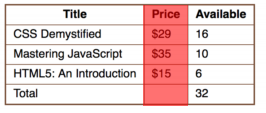 Title Price Available
CSS Demystified $29 16
Mastering JavaScript $35 10
HTML5: An Introduction $15 6
Total 32